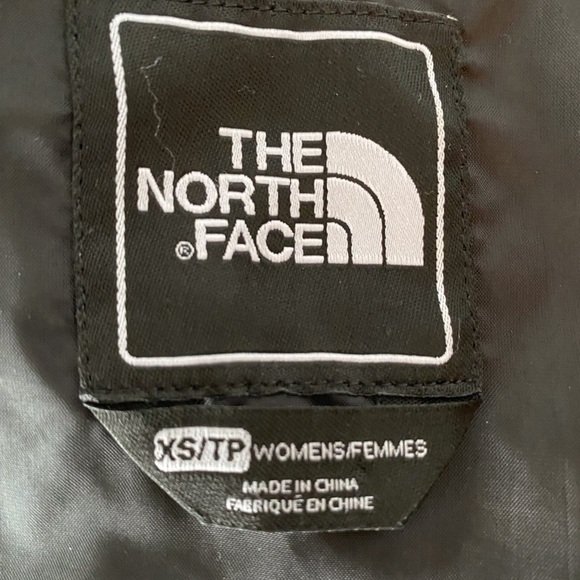 THE
NORTH
®FACE
XS/TP WOMENS/FEMMES
MADE IN CHINA
FABRIQUÉ EN CHINE